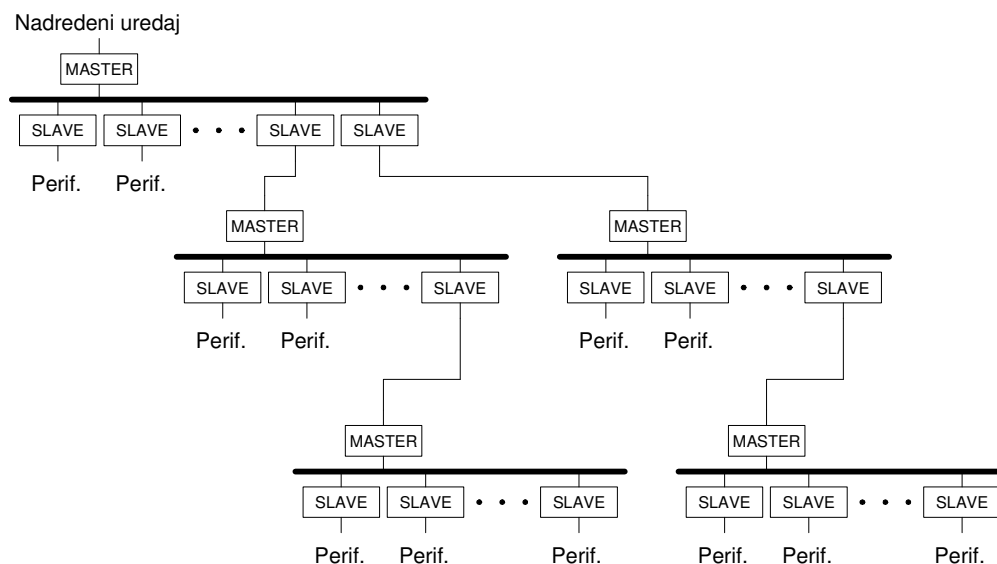 Nadredeni uredaj
MASTER
SLAVE SLAVE SLAVE SLAVE
Perif. Perif.
MASTER MASTER
SLAVE SLAVE SLAVE SLAVE SLAVE SLAVE
Perif. Perif. Perif. Perif.
MASTER MASTER
SLAVE SLAVE SLAVE SLAVE SLAVE SLAVE
Perif. Perif. Perif. Perif. Perif. Perif.